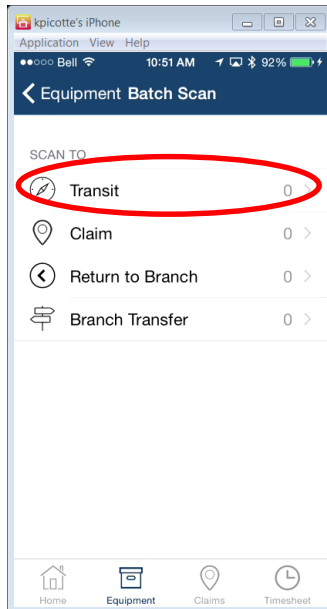 kpicotte's iPhone
Application View Help
Bell 10:51 AM 92%
Equipment Batch Scan
SCAN TO
Transit 0
Claim 0
Return to Branch 0
Branch Transfer 0
Home Equipment Claims Timesheet